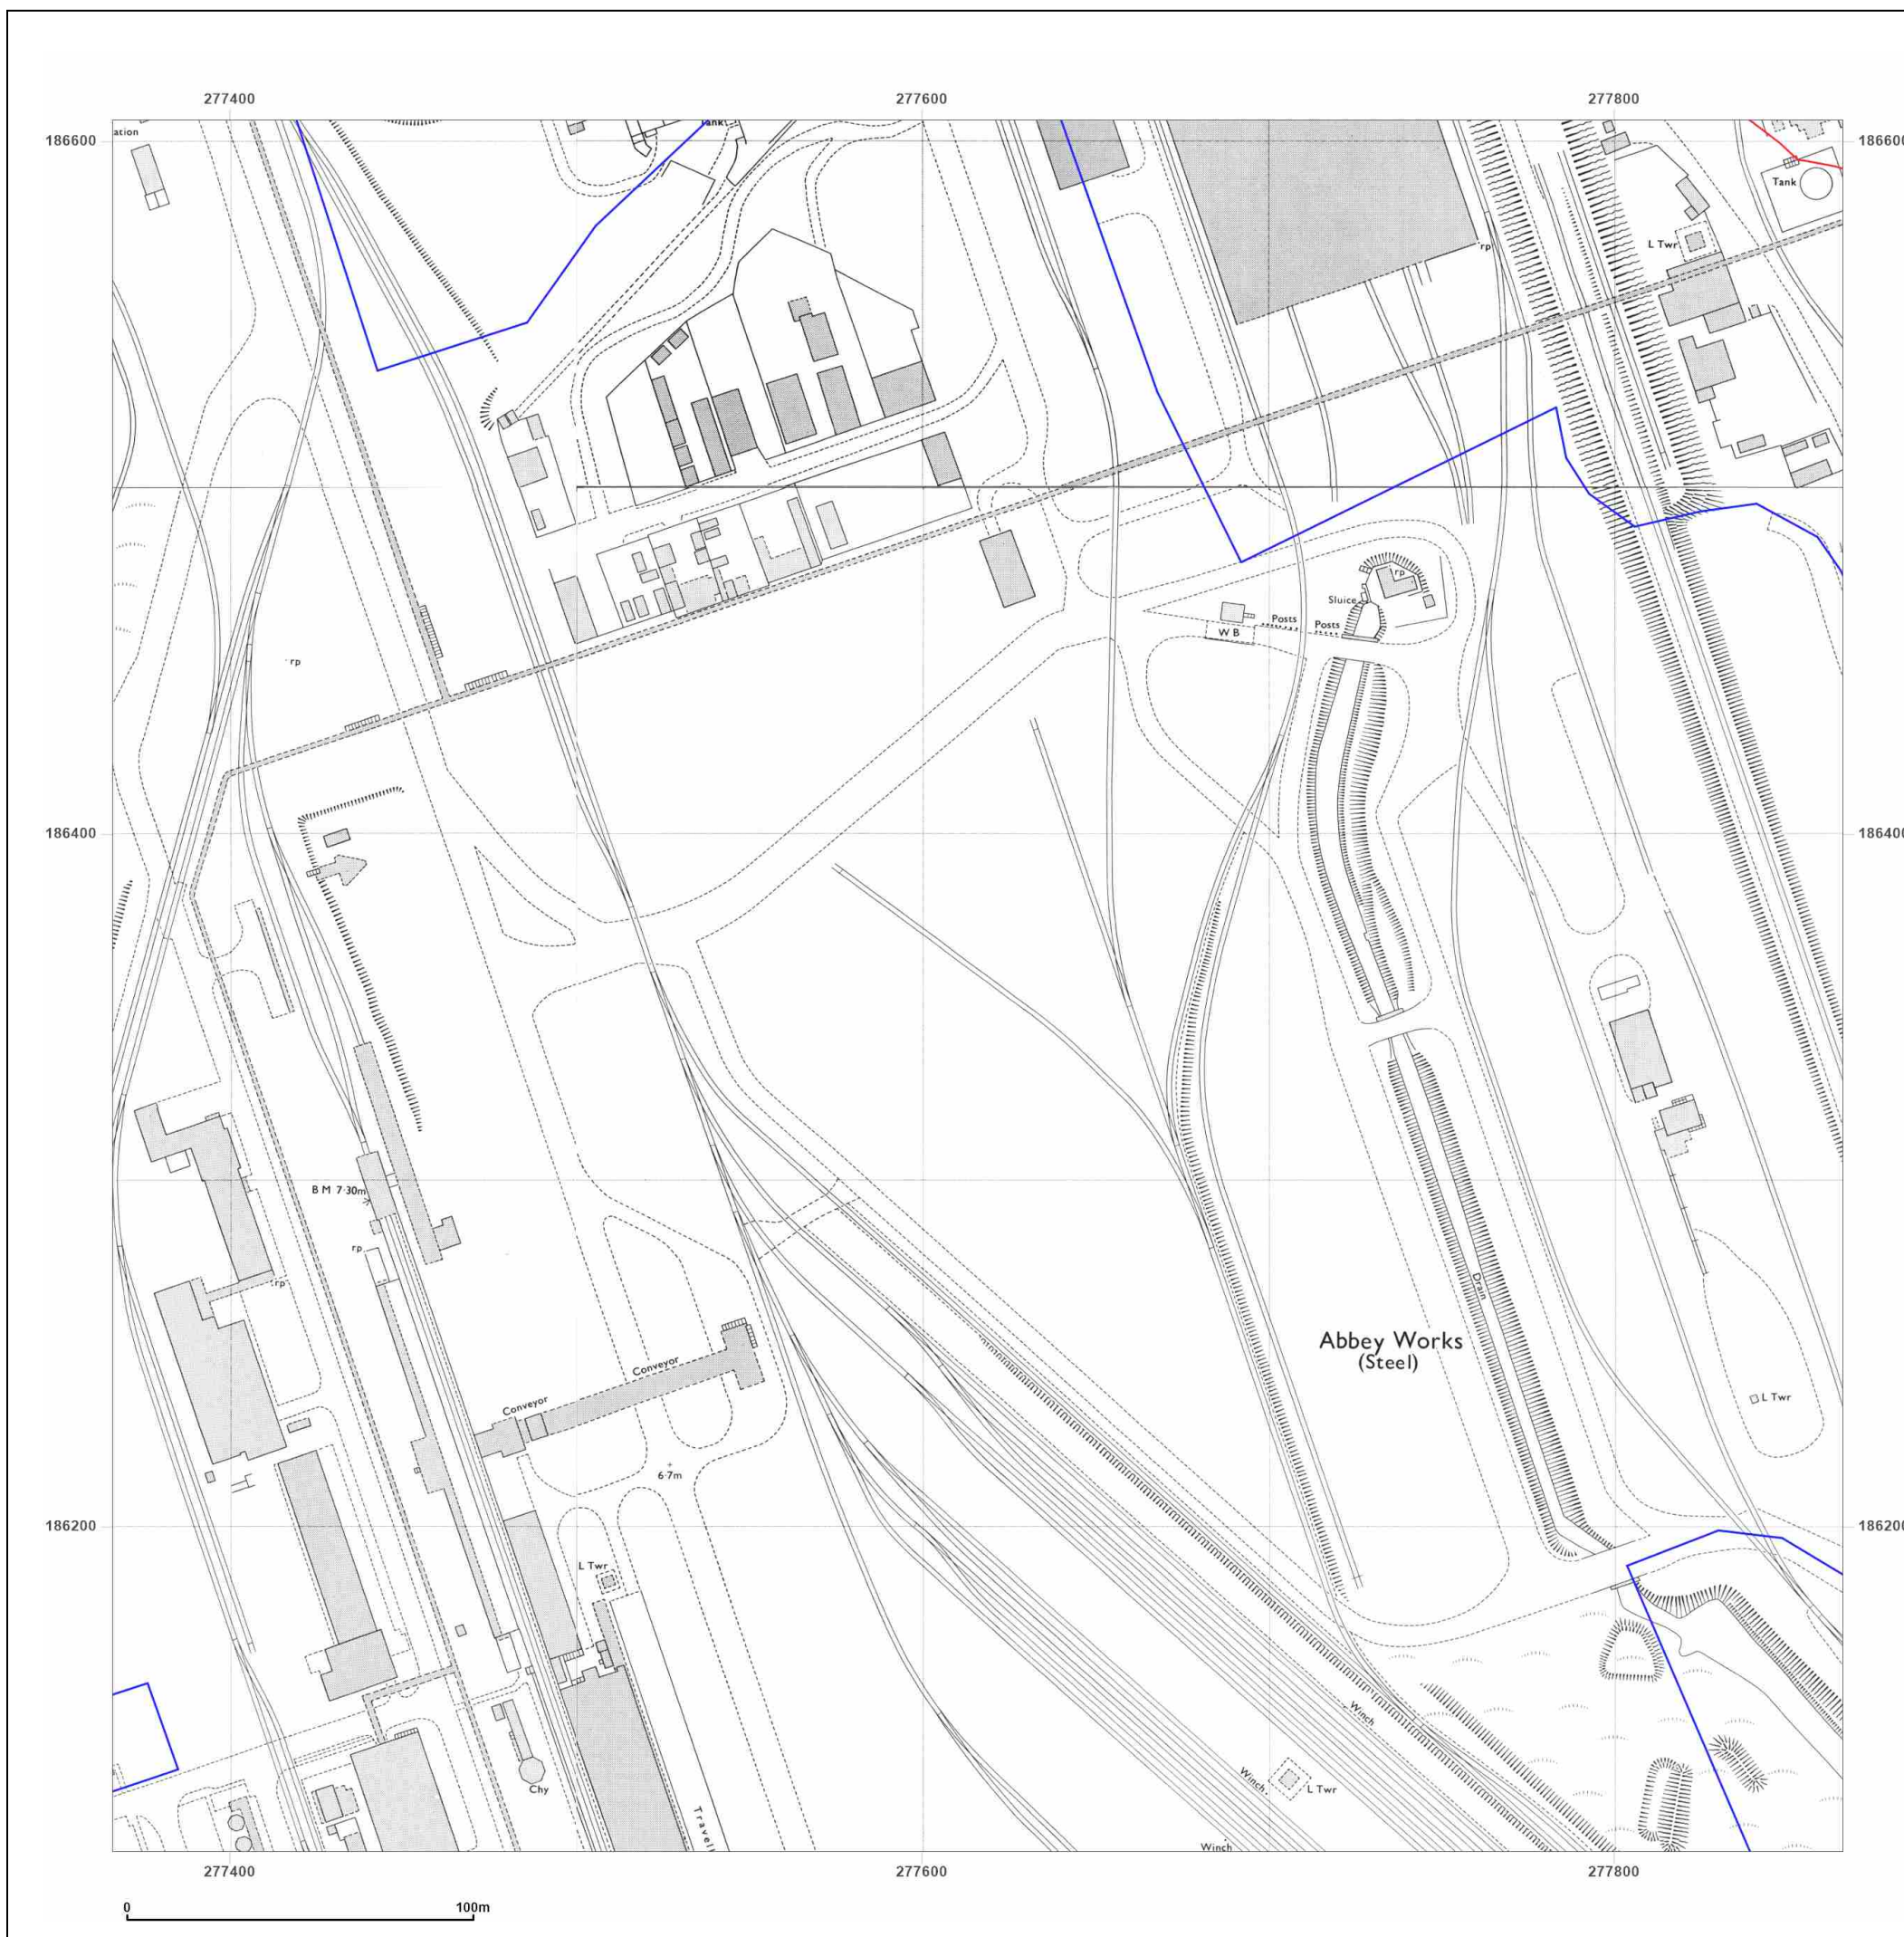 277400
277600
277800
186600
186600
ation
Tank
Tank
L Twr
rp
rp
Sluice
Posts
Posts
W B
rp
186400
186400
B M 7·30m
rp
rp
Drain
Abbey Works
(Steel)
Conveyor
Conveyor
L Twr
6·7m
186200
186200
L Twr
Winch
Winch
L Twr
Chy
Travell
Winch
277400
277600
277800
0
100m